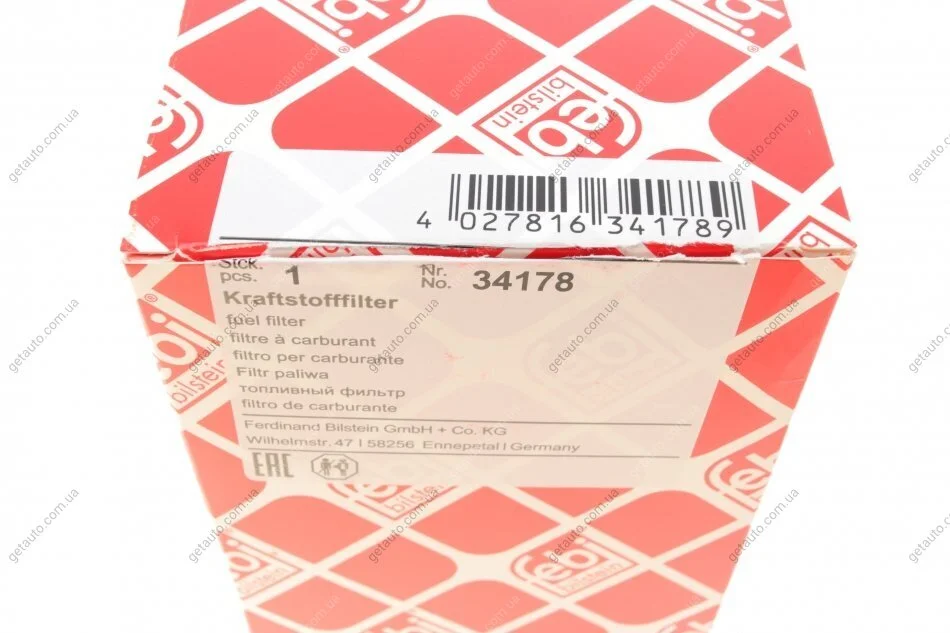 febi
bilstein
4 027816 341789
Stck.
pcs. 1
Nr.
No. 34178
Kraftstofffilter
fuel filter
filtre à carburant
filtro per carburante
Filtr paliwa
топливный фильтр
filtro de carburante
Ferdinand Bilstein GmbH + Co. KG
Wilhelmstr. 47 I 58256 Ennepetal I Germany
EAC
febi
bilstein
getauto.com.ua